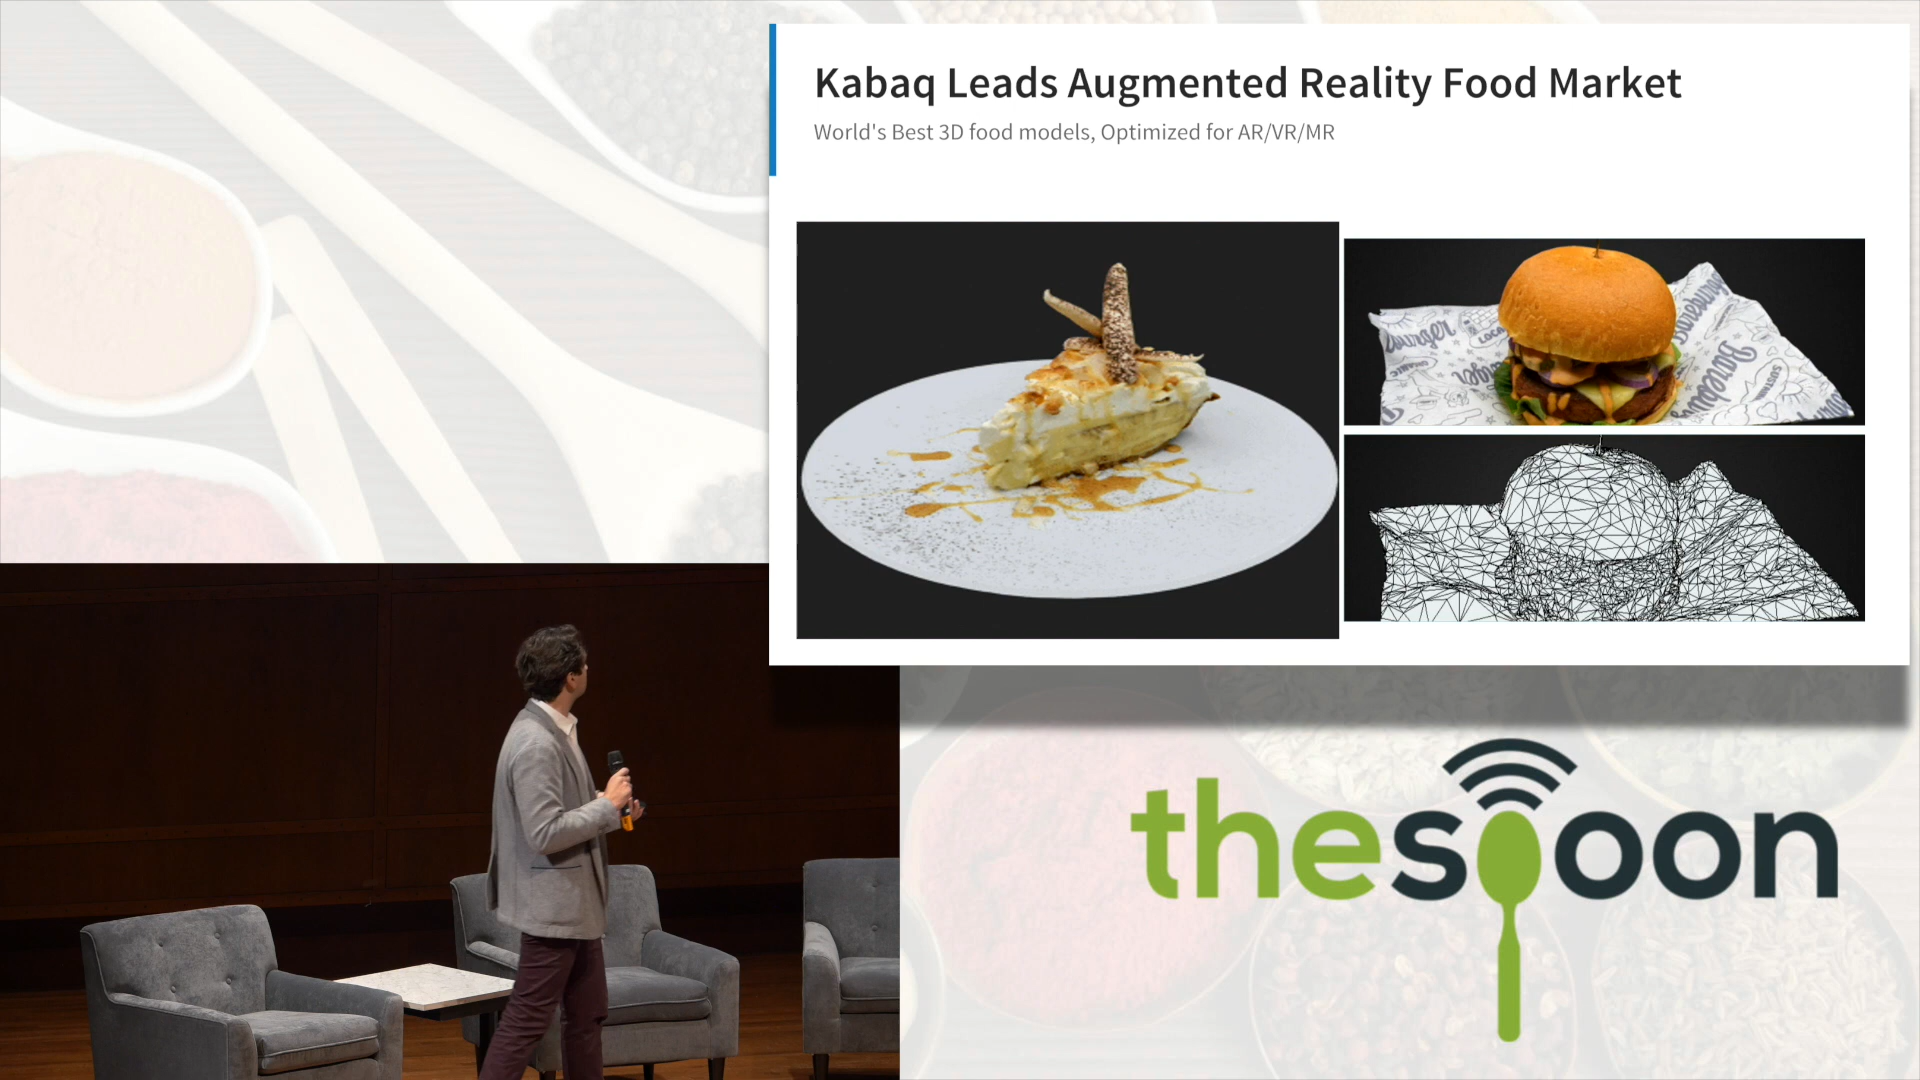 Kabaq Leads Augmented Reality Food Market
World's Best 3D food models, Optimized for AR/VR/MR
thespoon